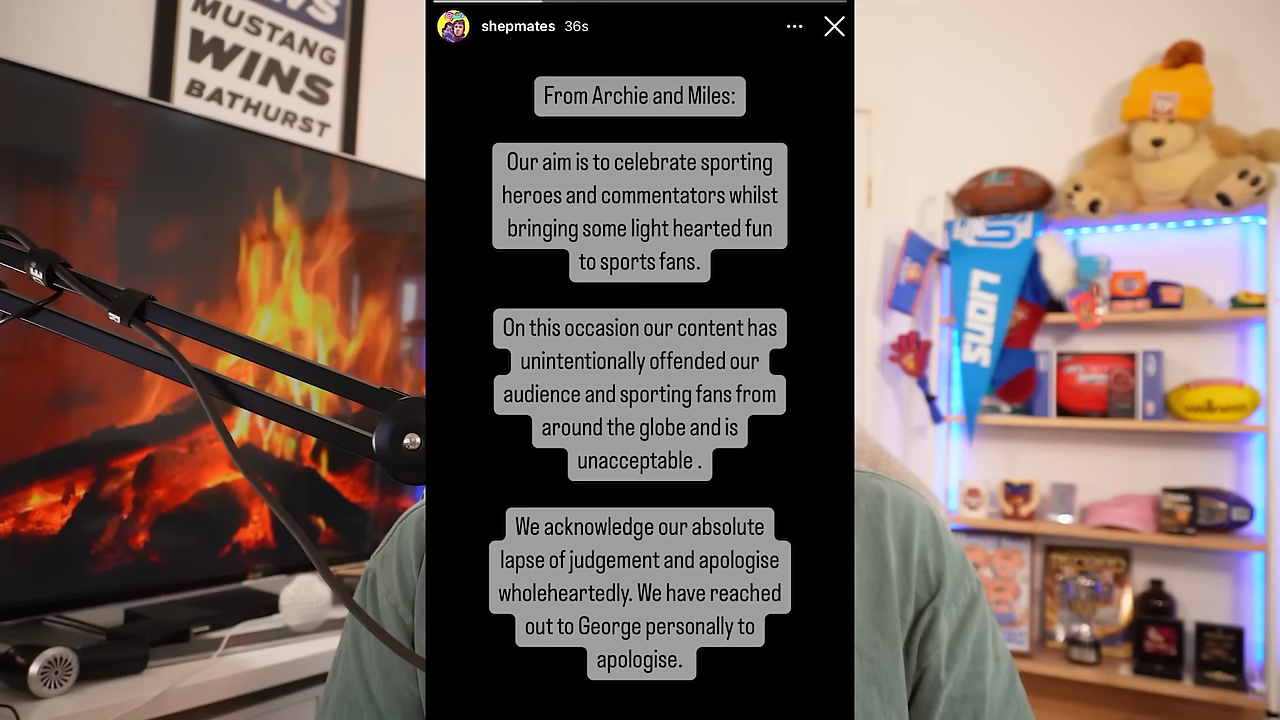 WS
MUSTANG
WINS
BATHURST
shepmates 36s
From Archie and Miles:
Our aim is to celebrate sporting
heroes and commentators whilst
bringing some light hearted fun
to sports fans.
On this occasion our content has
unintentionally offended our
audience and sporting fans from
around the globe and is
unacceptable .
We acknowledge our absolute
lapse of judgement and apologise
wholeheartedly. We have reached
out to George personally to
apologise.
LIONS